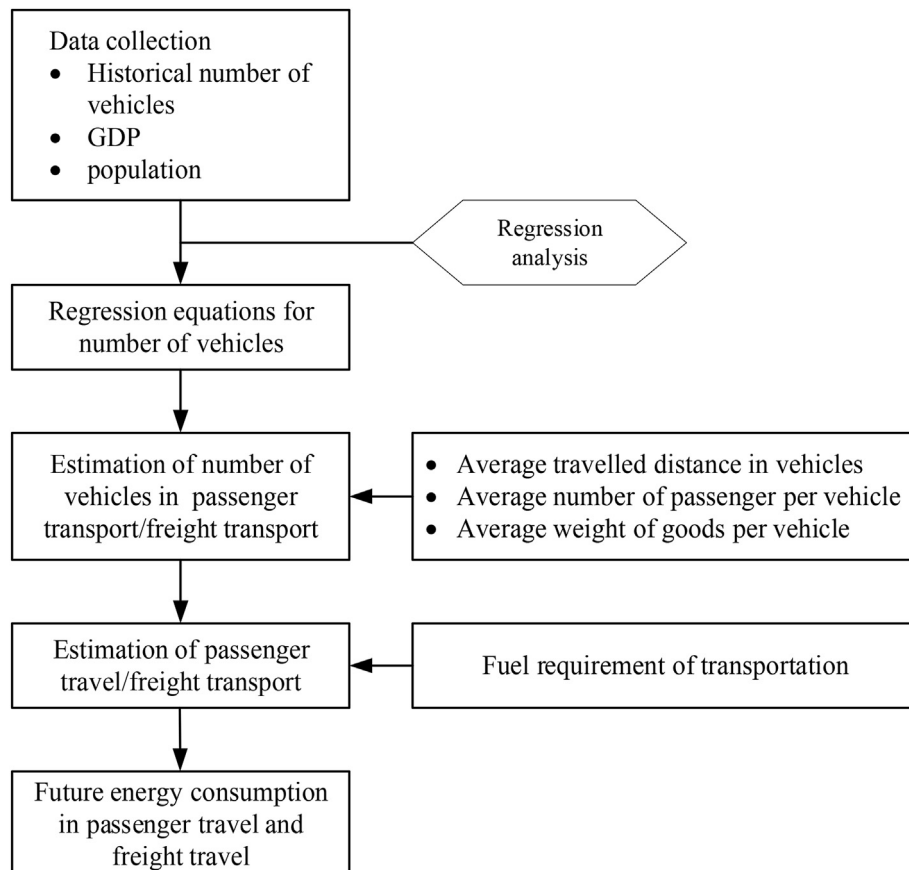 Data collection
• Historical number of
vehicles
• GDP
• population
Regression
analysis
Regression equations for
number of vehicles
Estimation of number of
vehicles in passenger
transport/freight transport
• Average travelled distance in vehicles
• Average number of passenger per vehicle
• Average weight of goods per vehicle
Estimation of passenger
travel/freight transport
Fuel requirement of transportation
Future energy consumption
in passenger travel and
freight travel